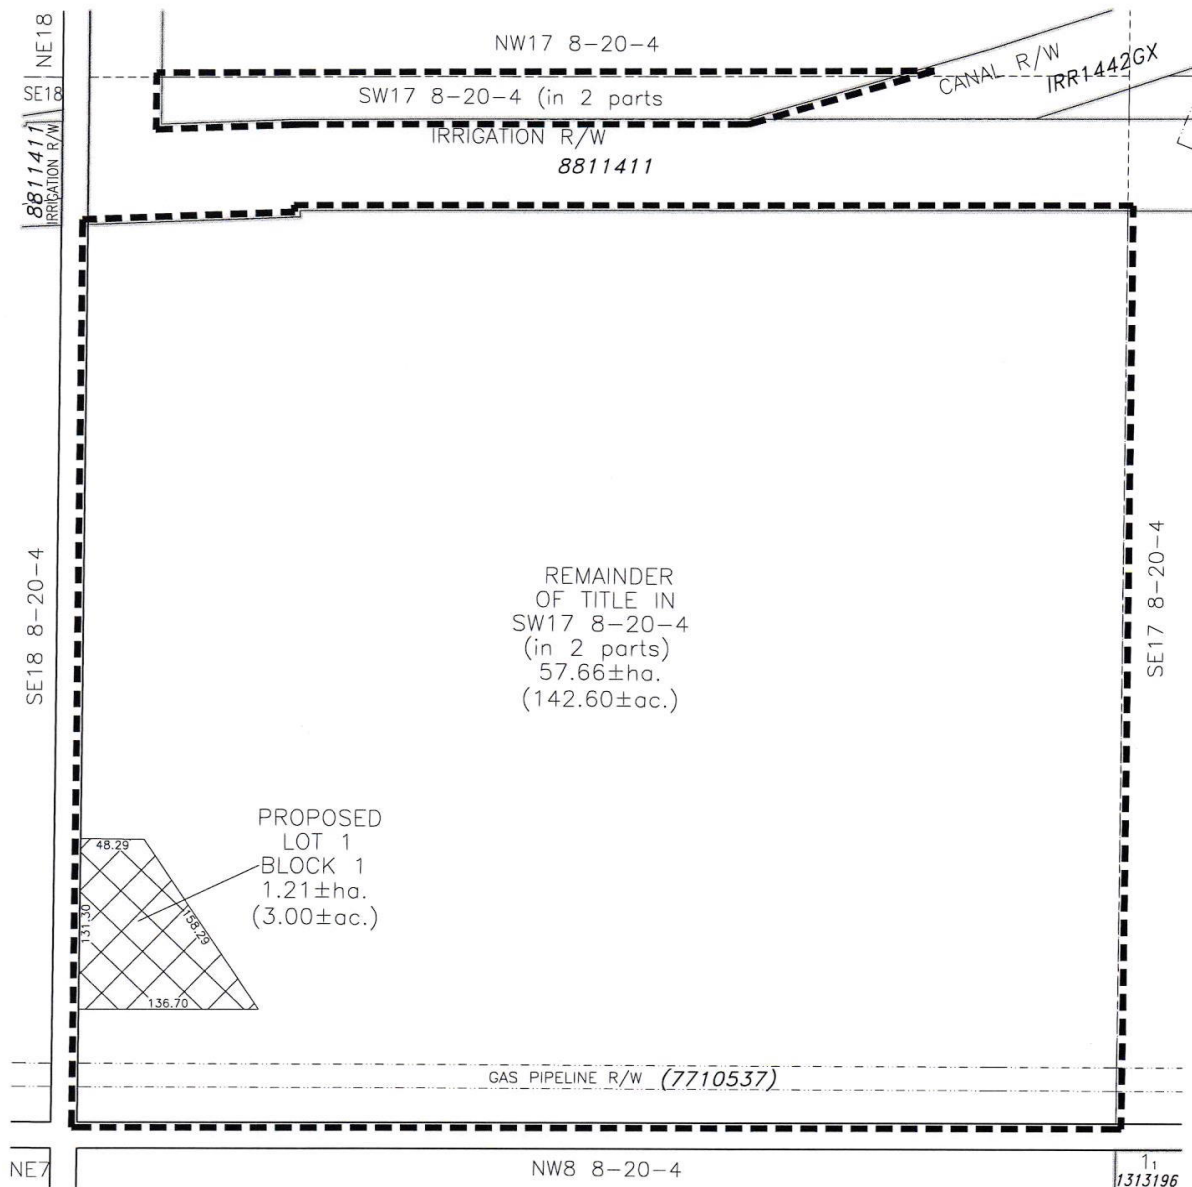 NE18
NW17 8-20-4
SE18
SW17 8-20-4 (in 2 parts
CANAL R/W
IRR1442GX
8811411
IRRIGATION R/W
IRRIGATION R/W
8811411
SE18 8-20-4
SE17 8-20-4
REMAINDER
OF TITLE IN
SW17 8-20-4
(in 2 parts)
57.66±ha.
(142.60±ac.)
PROPOSED
LOT 1
BLOCK 1
1.21±ha.
(3.00±ac.)
48.29
131.30
158.29
136.70
GAS PIPELINE R/W (7710537)
NE7
NW8 8-20-4
1313196